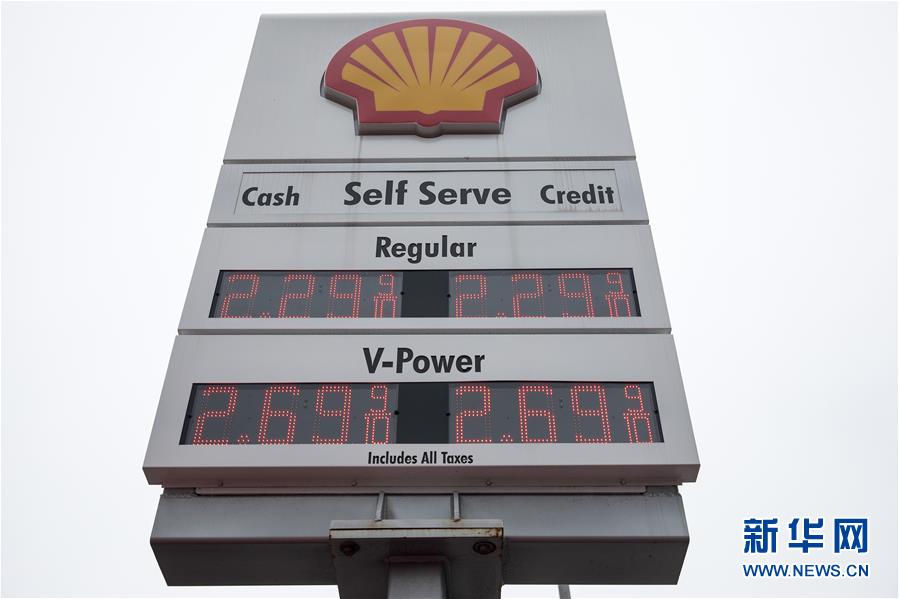 Cash Self Serve Credit
Regular
2.29 9/10 2.29 9/10
V-Power
2.69 9/10 2.69 9/10
Includes All Taxes
新华网
WWW.NEWS.CN